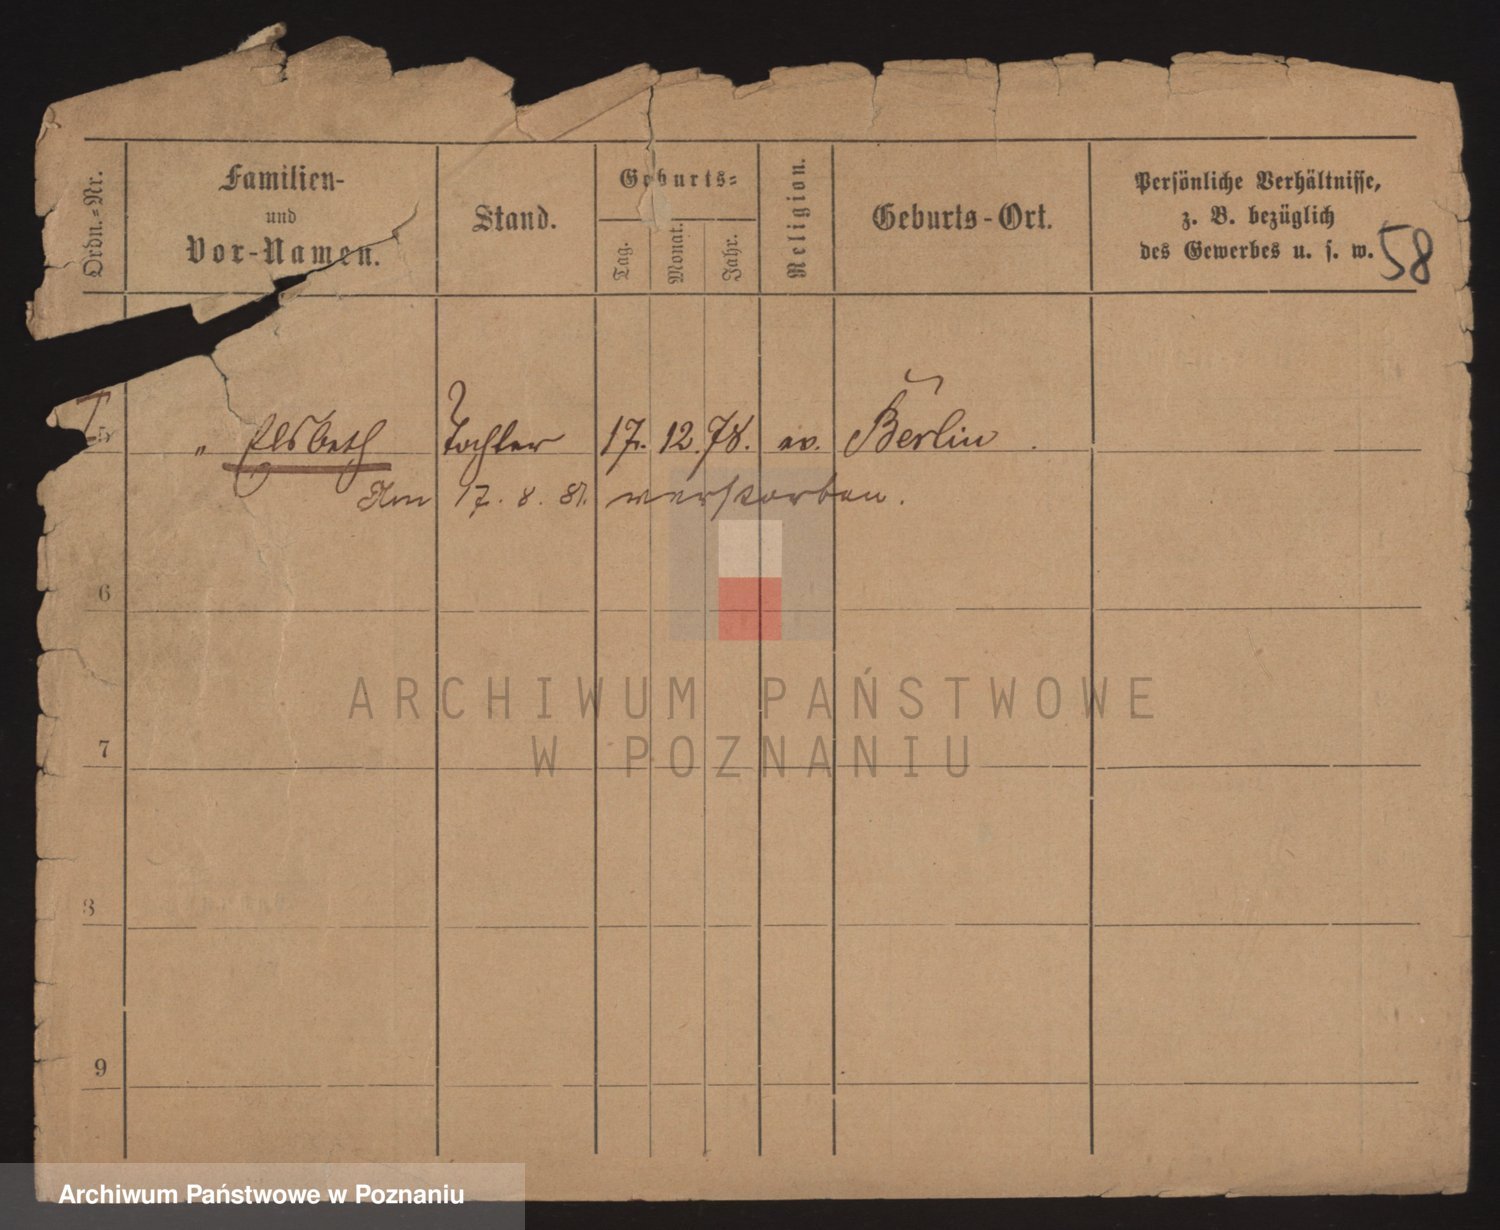 Ordn.-Nr.
Familien-
und
Vor-Namen.
Stand.
Geburts-
Tag.
Monat.
Jahr.
Religion.
Geburts-Ort.
Persönliche Verhältnisse,
z. B. bezüglich
des Gewerbes u. s. w.
58
5 " Elsbeth Tochter 17. 12. 78. ev. Berlin.
Am 17. 8. 81. verstorben.
6
ARCHIWUM PAŃSTWOWE
W POZNANIU
7
8
9
Archiwum Państwowe w Poznaniu